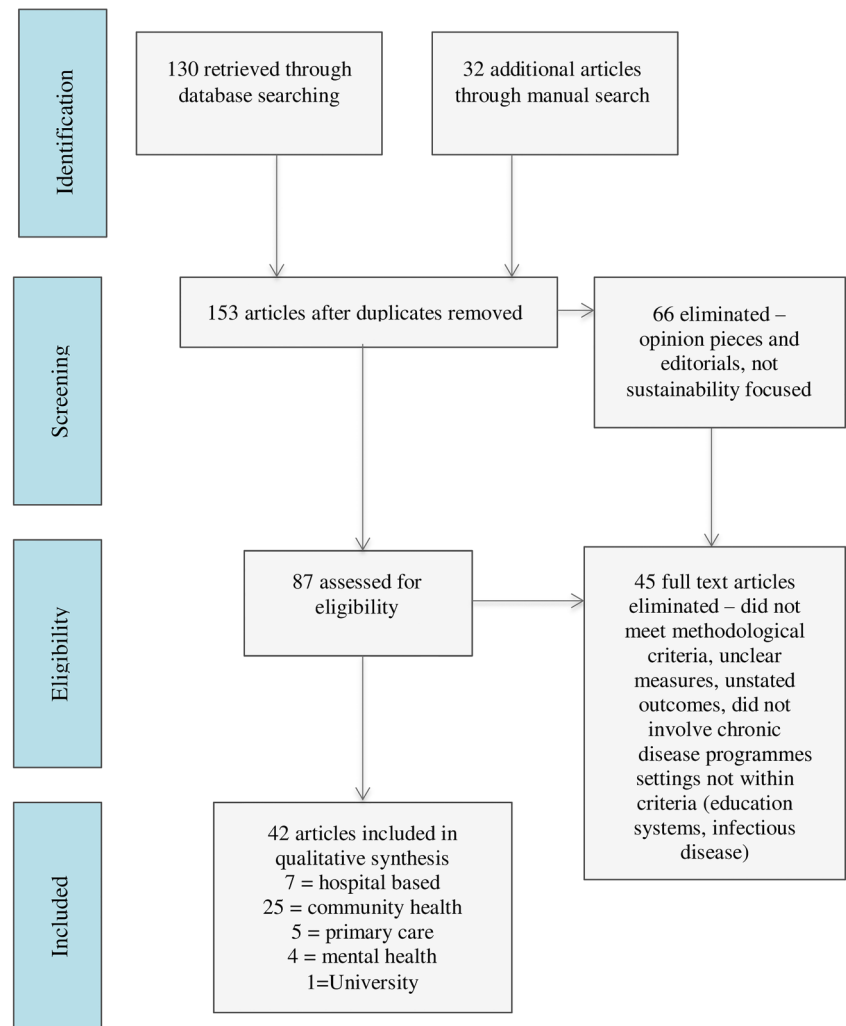 Identification
130 retrieved through
database searching
32 additional articles
through manual search
Screening
153 articles after duplicates removed
66 eliminated –
opinion pieces and
editorials, not
sustainability focused
Eligibility
87 assessed for
eligibility
45 full text articles
eliminated – did not
meet methodological
criteria, unclear
measures, unstated
outcomes, did not
involve chronic
disease programmes
settings not within
criteria (education
systems, infectious
disease)
Included
42 articles included in
qualitative synthesis
7 = hospital based
25 = community health
5 = primary care
4 = mental health
1=University